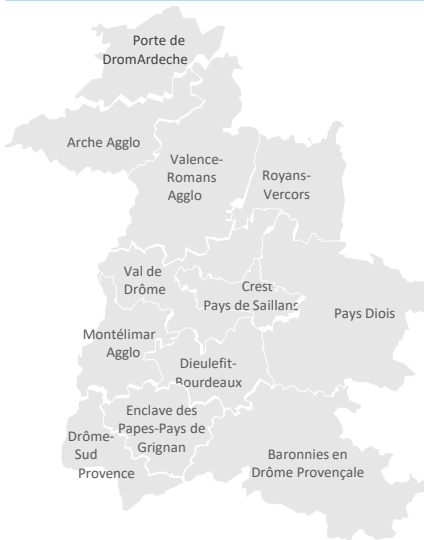 Porte de
DromArdeche
Arche Agglo
Valence-
Romans
Agglo
Royans-
Vercors
Val de
Drôme
Crest
Pays de Saillans
Pays Diois
Montélimar
Agglo
Dieulefit-
Bourdeaux
Enclave des
Papes-Pays de
Grignan
Drôme-
Sud
Provence
Baronnies en
Drôme Provençale